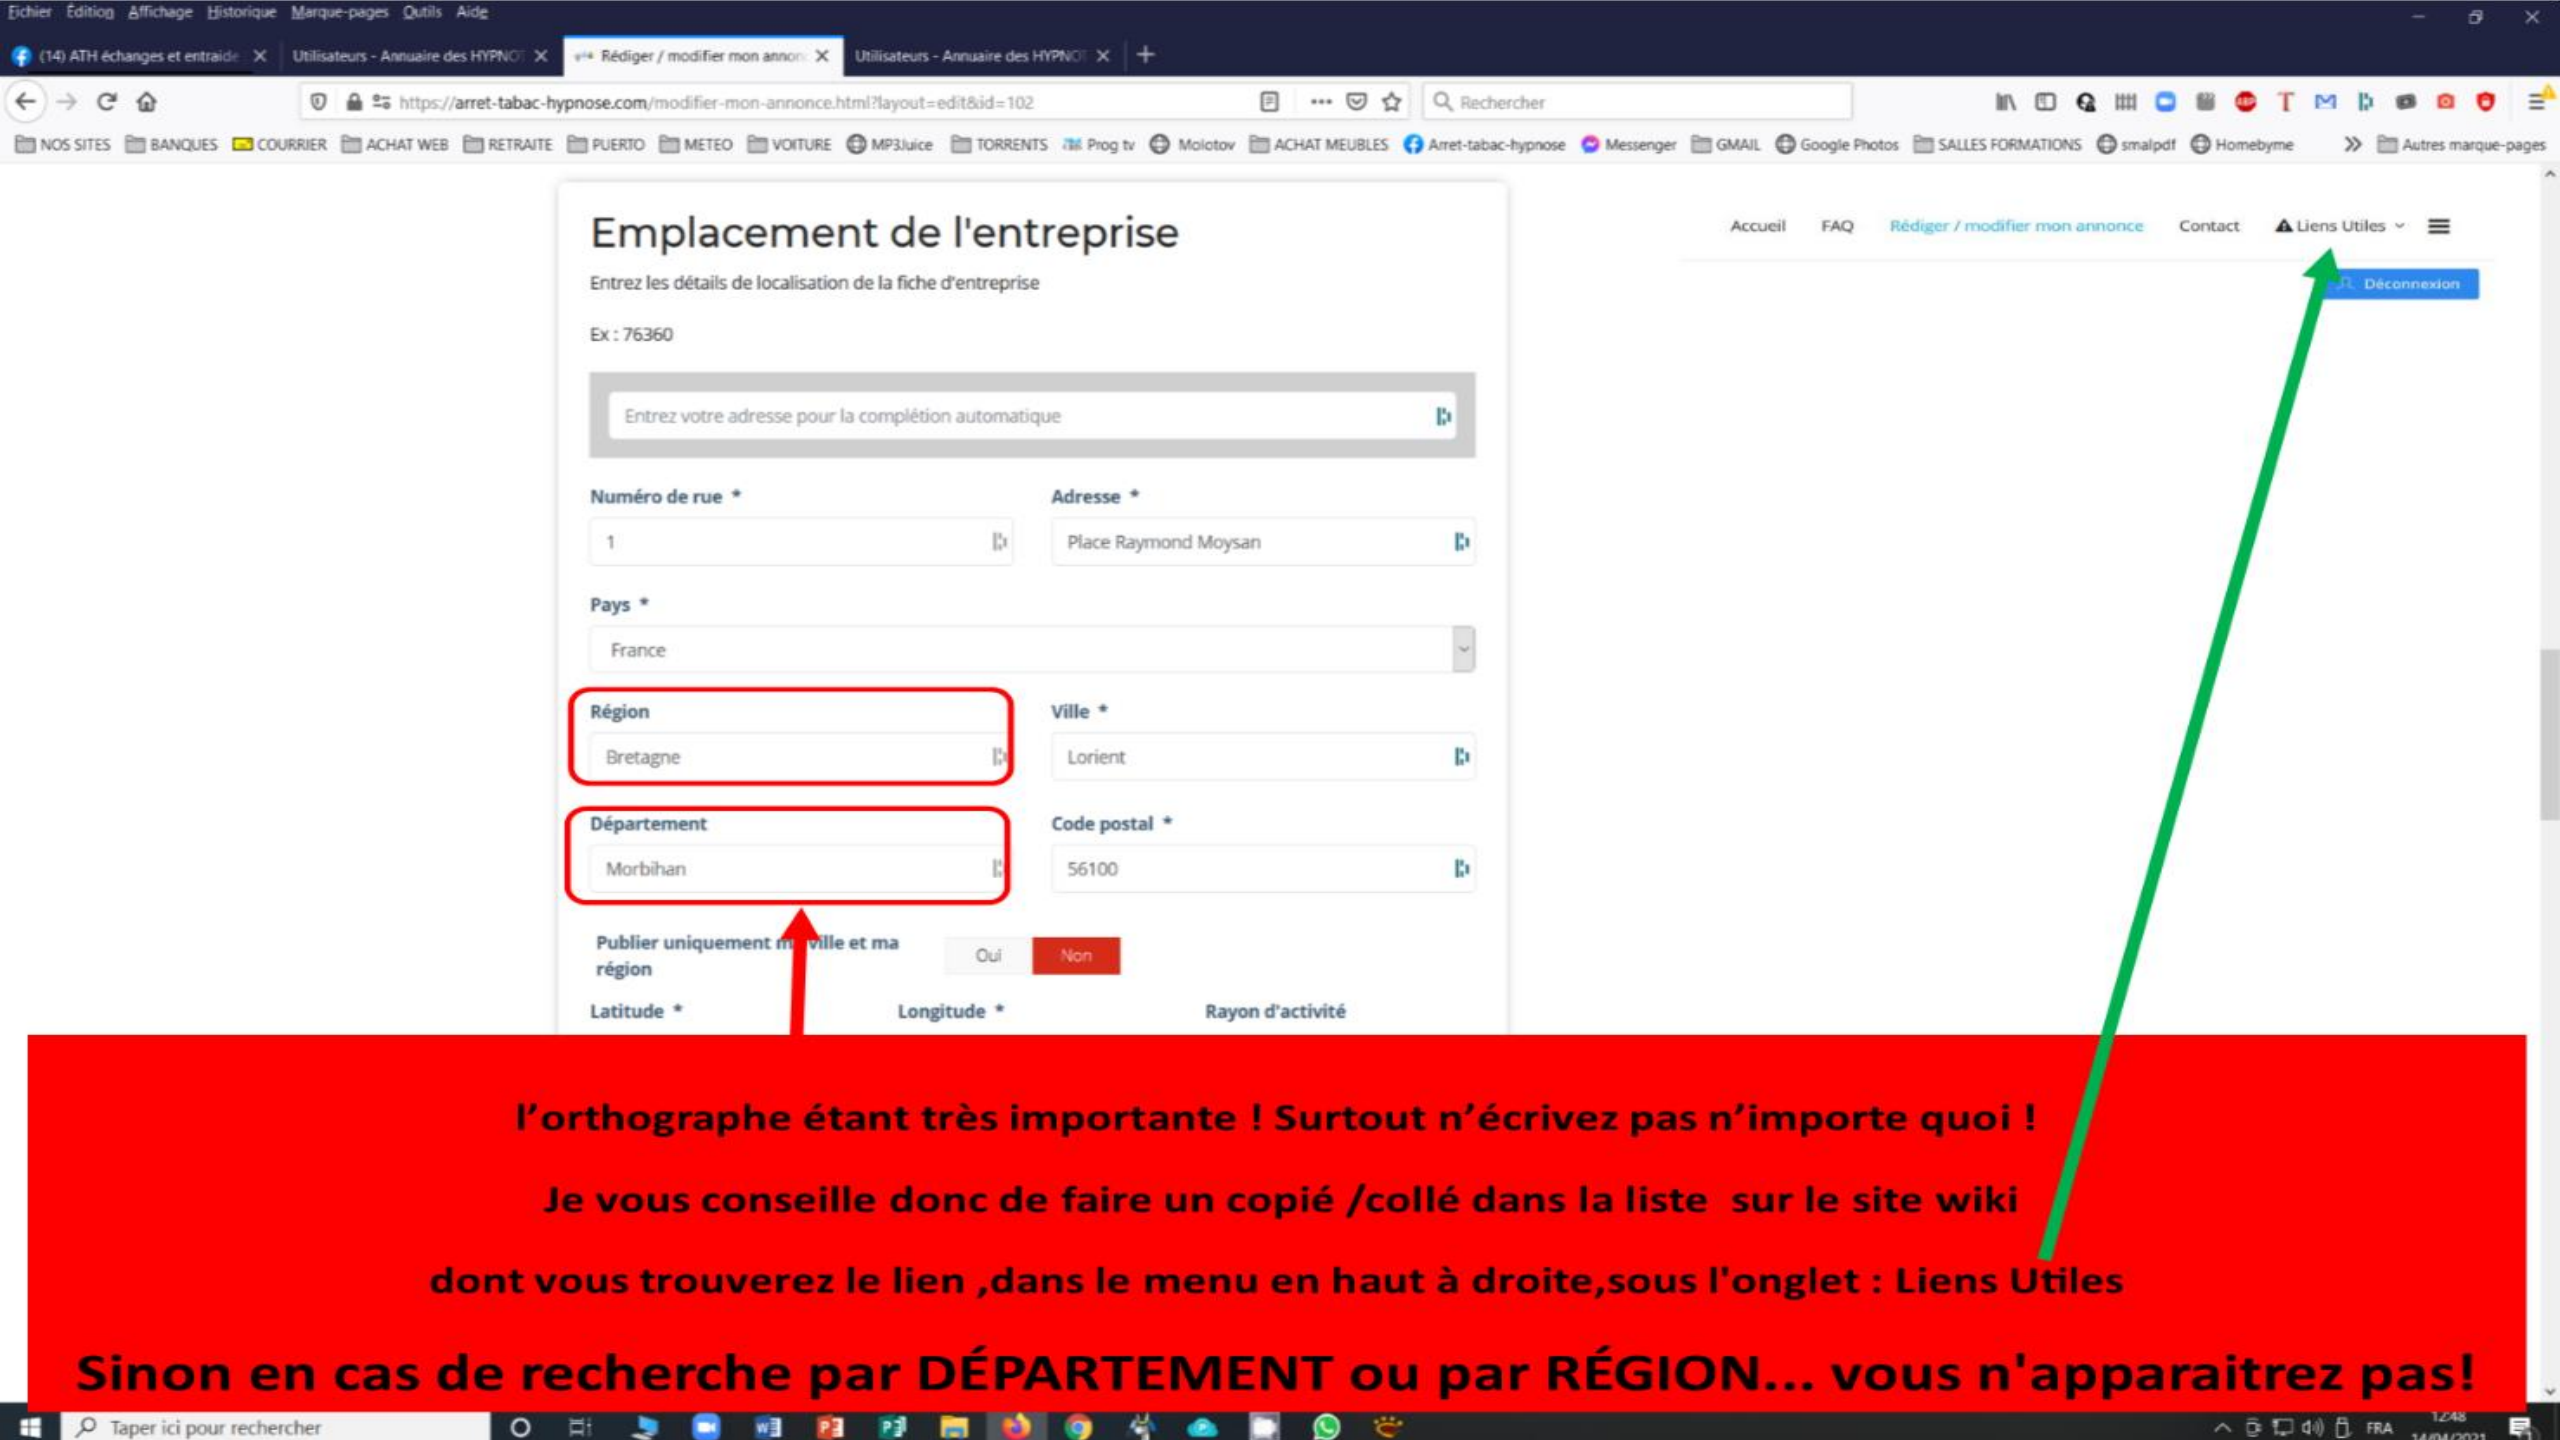 Fichier Édition Affichage Historique Marque-pages Outils Aide
(14) ATH échanges et entraide Utilisateurs - Annuaire des HYPNOT Rédiger / modifier mon annonc Utilisateurs - Annuaire des HYPNOT
https://arret-tabac-hypnose.com/modifier-mon-annonce.html?layout=edit&id=102 Rechercher
NOS SITES BANQUES COURRIER ACHAT WEB RETRAITE PUERTO METEO VOITURE MP3Juice TORRENTS Prog tv Molotov ACHAT MEUBLES Arret-tabac-hypnose Messenger GMAIL Google Photos SALLES FORMATIONS smalpdf Homebyme Autres marque-pages
Accueil FAQ Rédiger / modifier mon annonce Contact Liens Utiles
Déconnexion
Emplacement de l'entreprise
Entrez les détails de localisation de la fiche d'entreprise
Ex : 76360
Entrez votre adresse pour la complétion automatique
Numéro de rue * Adresse *
1 Place Raymond Moysan
Pays *
France
Région Ville *
Bretagne Lorient
Département Code postal *
Morbihan 56100
Publier uniquement ma ville et ma
région
Oui Non
Latitude * Longitude * Rayon d'activité
l’orthographe étant très importante ! Surtout n’écrivez pas n’importe quoi !
Je vous conseille donc de faire un copié /collé dans la liste sur le site wiki
dont vous trouverez le lien ,dans le menu en haut à droite,sous l'onglet : Liens Utiles
Sinon en cas de recherche par DÉPARTEMENT ou par RÉGION... vous n'apparaitrez pas!
Taper ici pour rechercher
FRA
12:48
14/04/2021